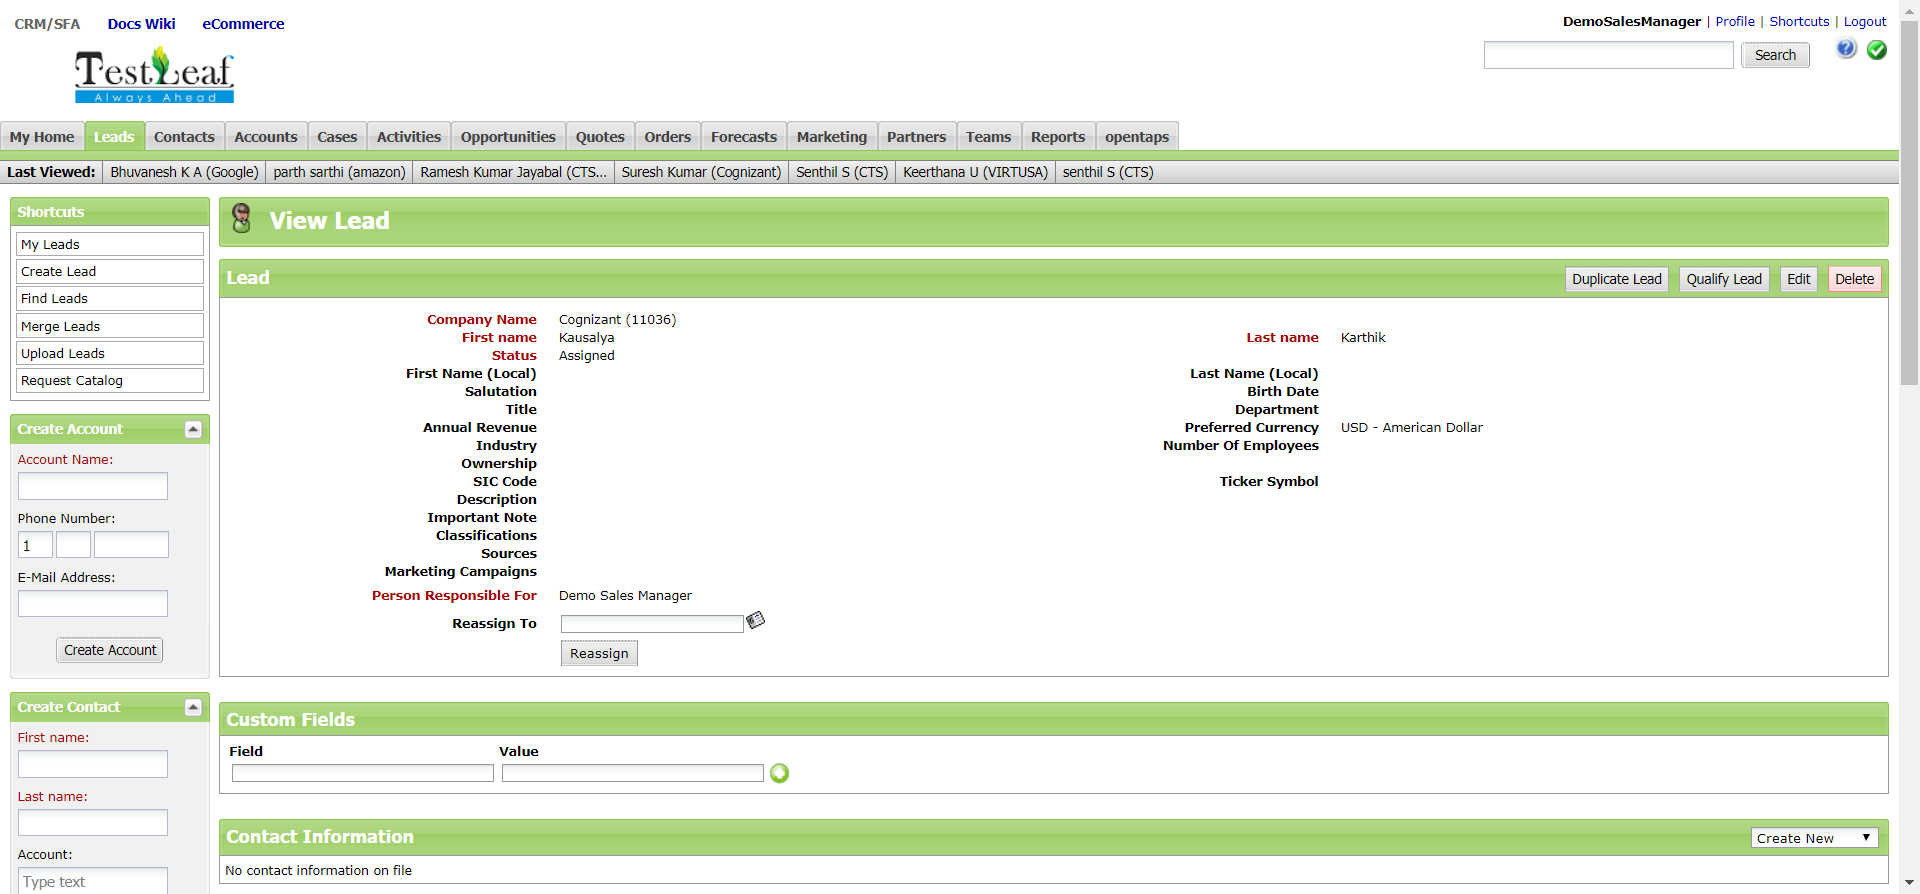 CRM/SFA Docs Wiki eCommerce
DemoSalesManager | Profile | Shortcuts | Logout
TestLeaf
Always Ahead
Search
My Home Leads Contacts Accounts Cases Activities Opportunities Quotes Orders Forecasts Marketing Partners Teams Reports opentaps
Last Viewed: Bhuvanesh K A (Google) parth sarthi (amazon) Ramesh Kumar Jayabal (CTS... Suresh Kumar (Cognizant) Senthil S (CTS) Keerthana U (VIRTUSA) senthil S (CTS)
Shortcuts
My Leads
Create Lead
Find Leads
Merge Leads
Upload Leads
Request Catalog
Create Account
Account Name:
Phone Number:
1
E-Mail Address:
Create Account
Create Contact
First name:
Last name:
Account:
Type text
View Lead
Lead
Duplicate Lead Qualify Lead Edit Delete
Company Name Cognizant (11036)
First name Kausalya Last name Karthik
Status Assigned
First Name (Local) Last Name (Local)
Salutation Birth Date
Title Department
Annual Revenue Preferred Currency USD - American Dollar
Industry Number Of Employees
Ownership
SIC Code Ticker Symbol
Description
Important Note
Classifications
Sources
Marketing Campaigns
Person Responsible For Demo Sales Manager
Reassign To
Reassign
Custom Fields
Field Value
Contact Information
Create New
No contact information on file